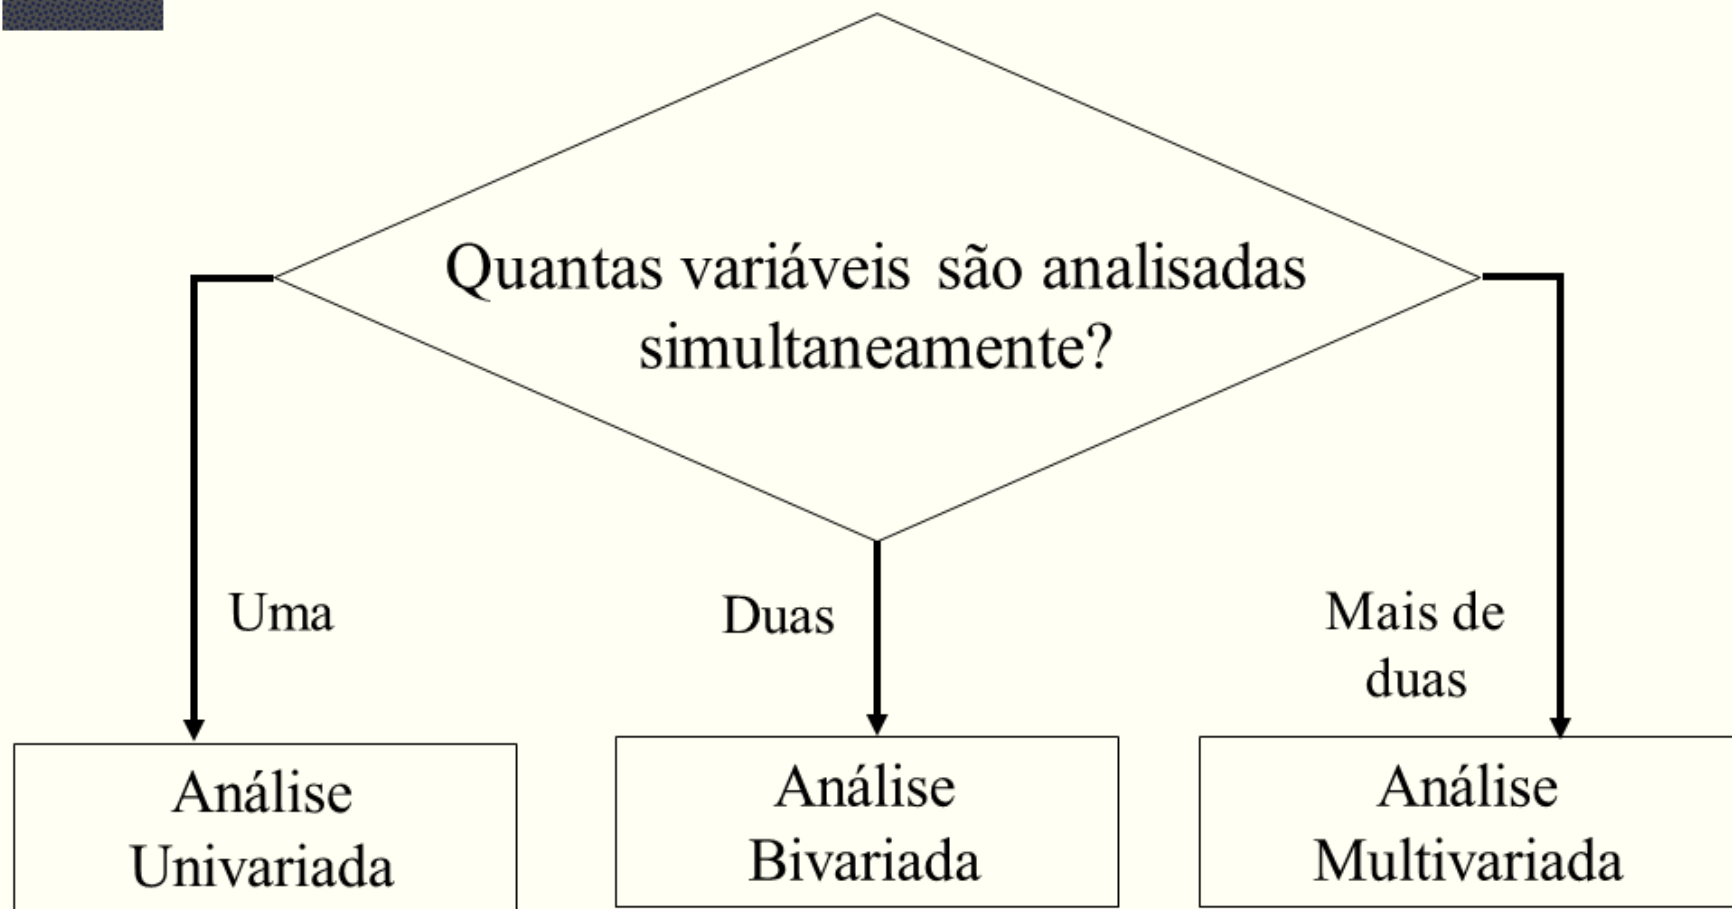 Quantas variáveis são analisadas
simultaneamente?
Uma
Duas
Mais de
duas
Análise
Univariada
Análise
Bivariada
Análise
Multivariada